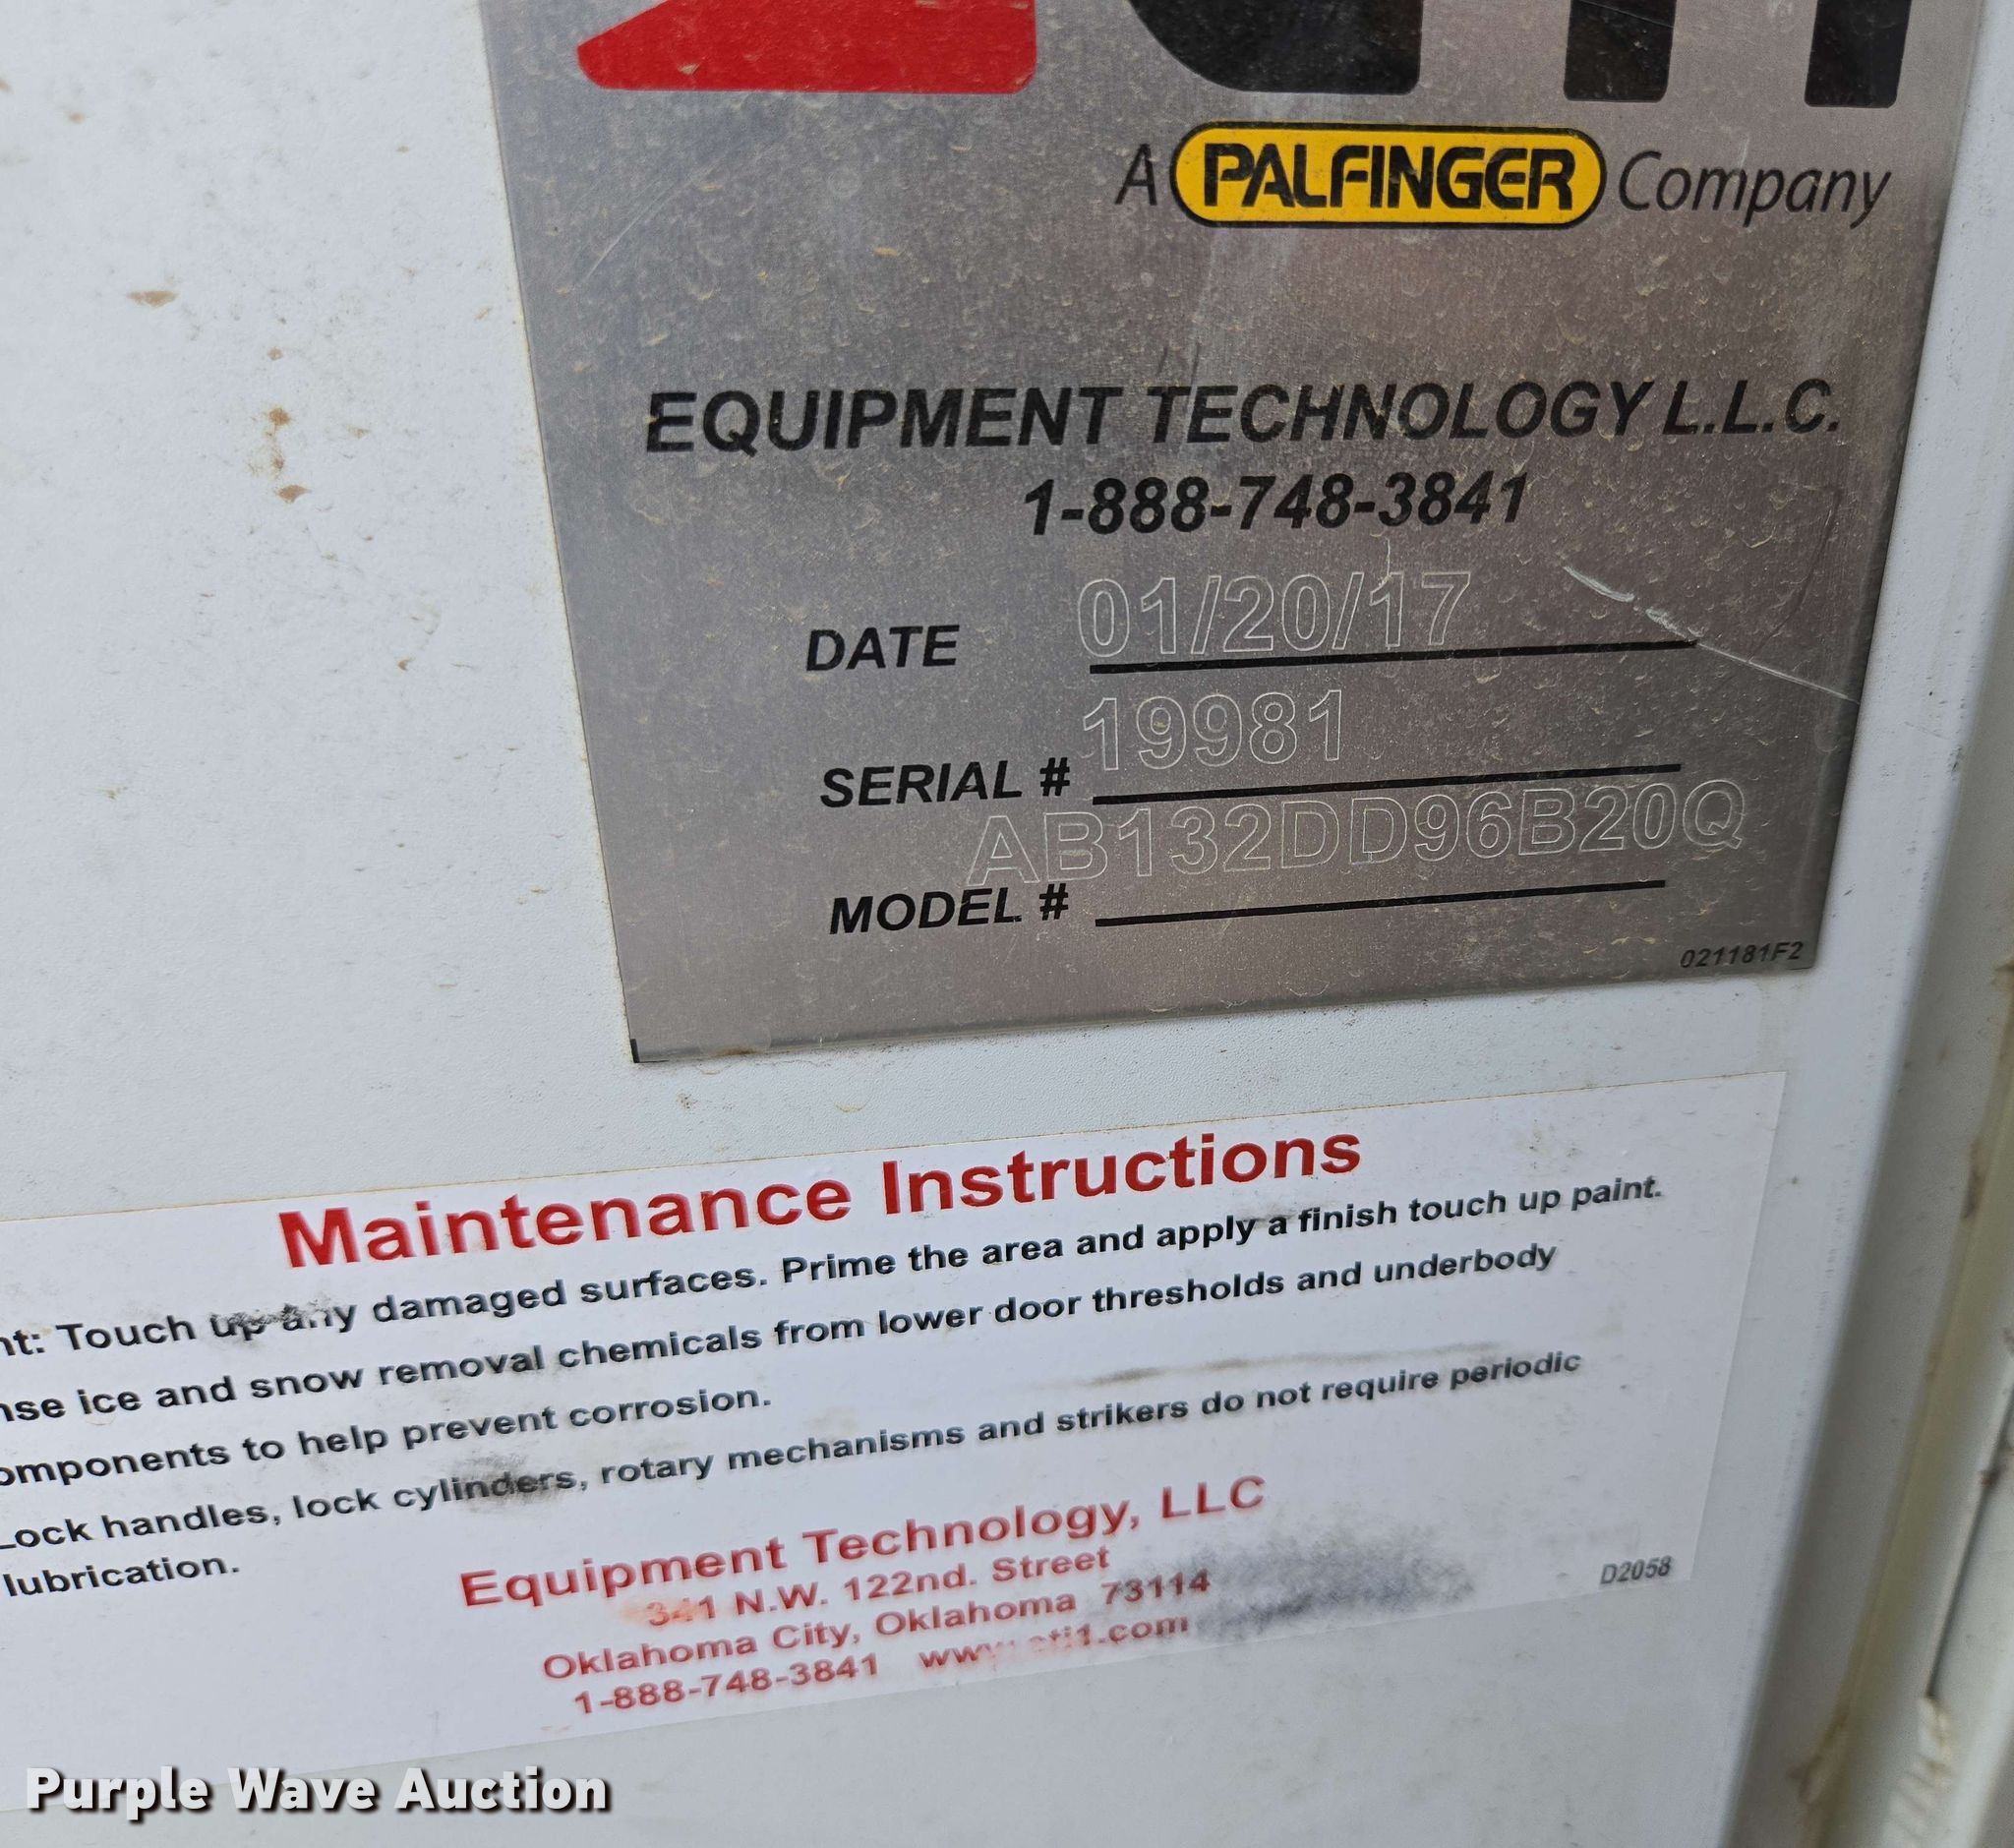 A PALFINGER Company
EQUIPMENT TECHNOLOGY L.L.C.
1-888-748-3841
DATE 01/20/17
SERIAL # 19981
MODEL # AB132DD96B20Q
021181F2
Maintenance Instructions
Touch up any damaged surfaces. Prime the area and apply a finish touch up paint.
ice and snow removal chemicals from lower door thresholds and underbody
to help prevent corrosion.
handles, lock cylinders, rotary mechanisms and strikers do not require periodic
lubrication.
Equipment Technology, LLC
341 N.W. 122nd. Street
Oklahoma City, Oklahoma 73114
1-888-748-3841
D2058
Purple Wave Auction